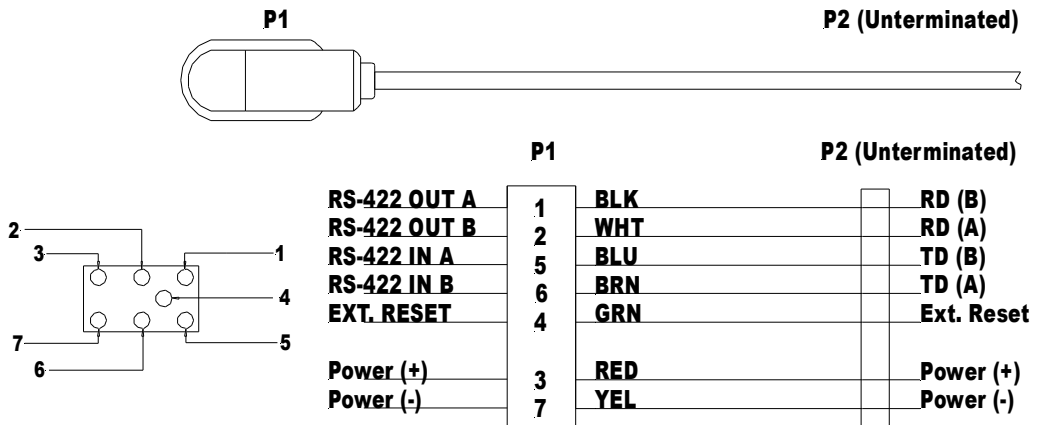 P1 P2 (Unterminated)
P1 P2 (Unterminated)
RS-422 OUT A 1 BLK RD (B)
RS-422 OUT B 2 WHT RD (A)
RS-422 IN A 5 BLU TD (B)
RS-422 IN B 6 BRN TD (A)
EXT. RESET 4 GRN Ext. Reset
Power (+) 3 RED Power (+)
Power (-) 7 YEL Power (-)
2
3 1
4
7 5
6